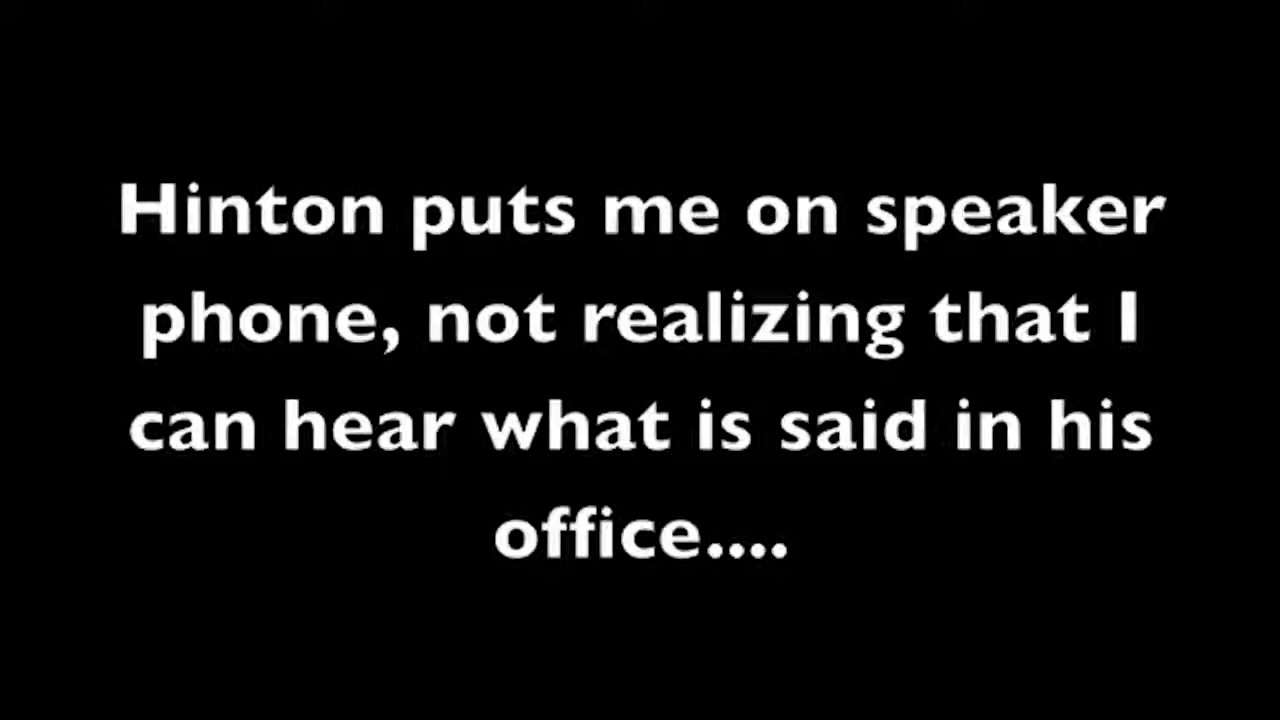 Hinton puts me on speaker
phone, not realizing that I
can hear what is said in his
office....